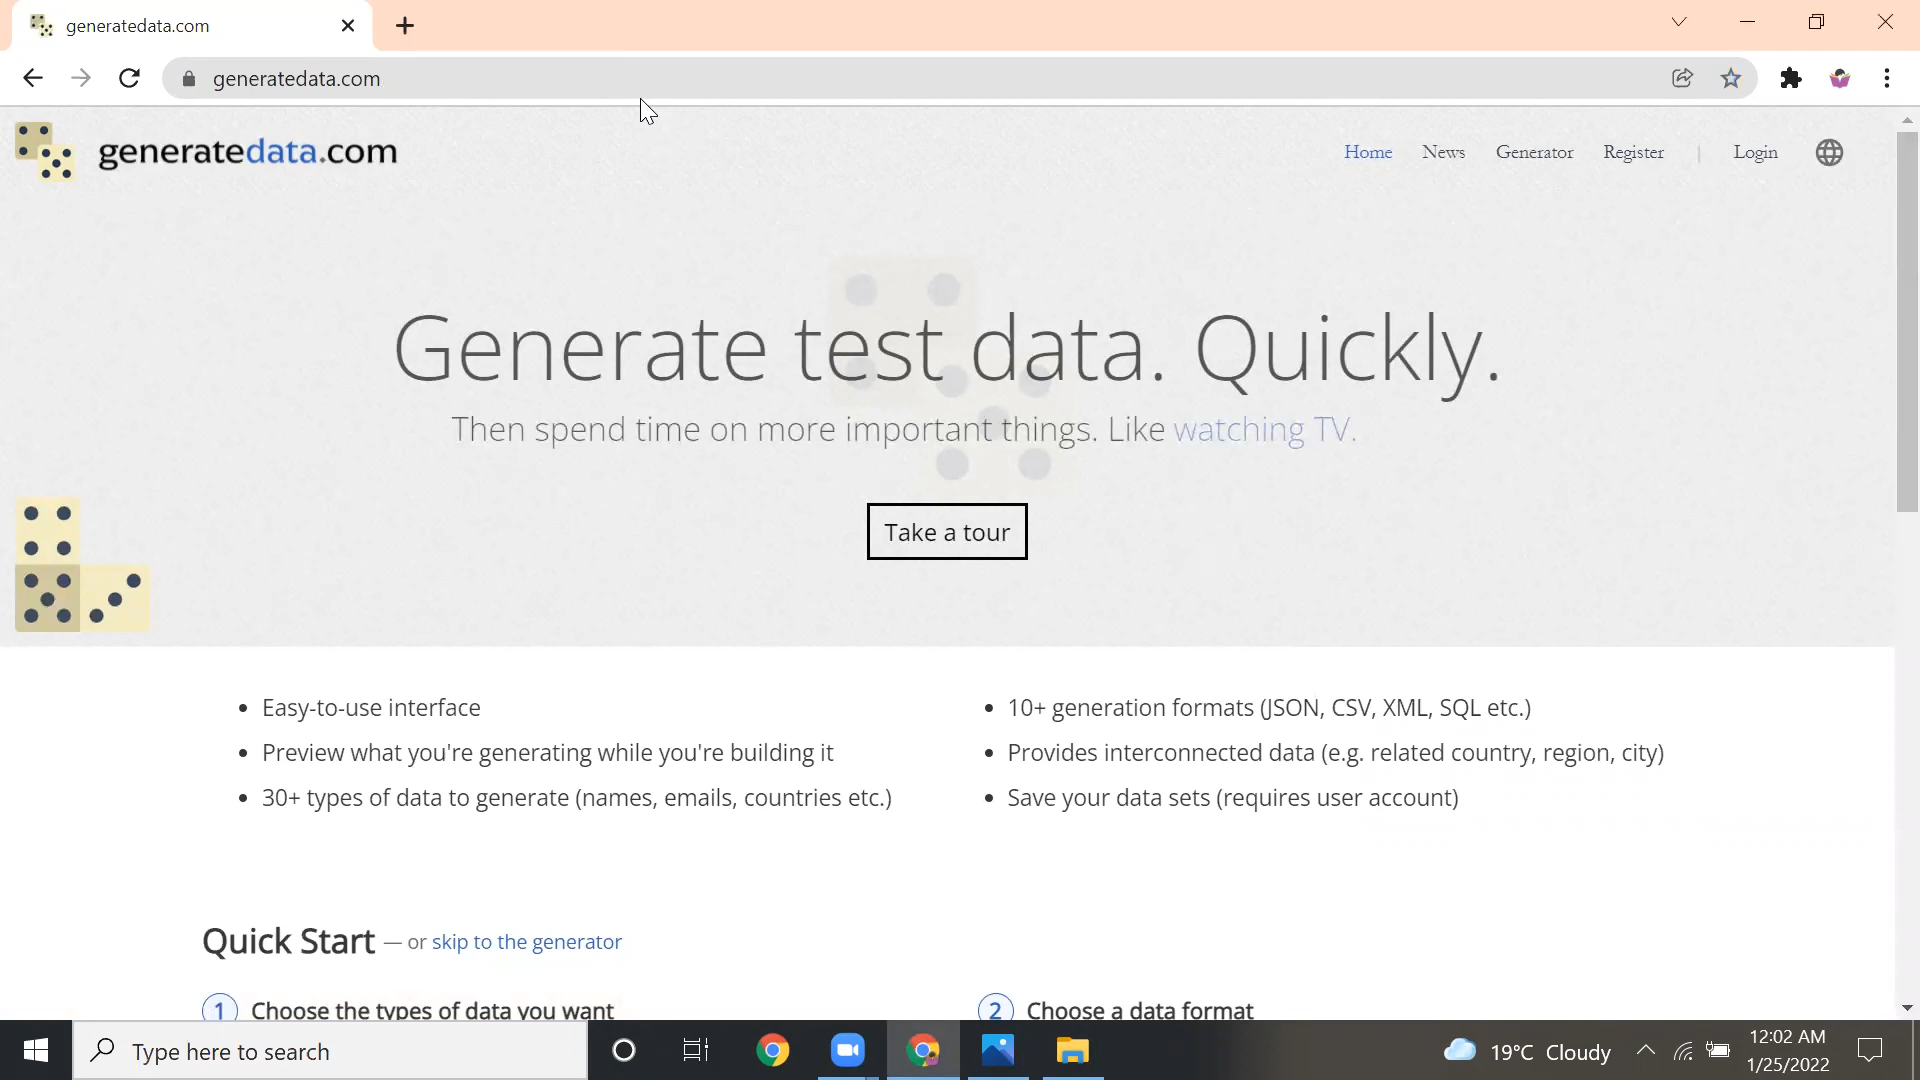 generatedata.com
generatedata.com
generatedata.com
Home News Generator Register | Login
Generate test data. Quickly.
Then spend time on more important things. Like watching TV.
Take a tour
• Easy-to-use interface
• Preview what you're generating while you're building it
• 30+ types of data to generate (names, emails, countries etc.)
• 10+ generation formats (JSON, CSV, XML, SQL etc.)
• Provides interconnected data (e.g. related country, region, city)
• Save your data sets (requires user account)
Quick Start — or skip to the generator
1 Choose the types of data you want
2 Choose a data format
Type here to search
19°C Cloudy
12:02 AM
1/25/2022